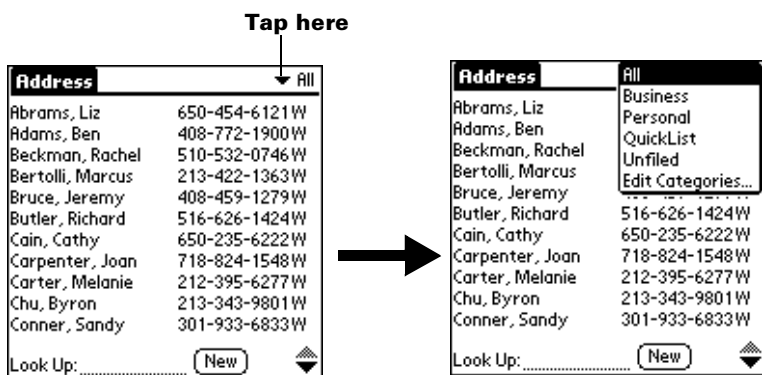 Tap here
Address All
Abrams, Liz 650-454-6121W
Adams, Ben 408-772-1900W
Beckman, Rachel 510-532-0746W
Bertolli, Marcus 213-422-1363W
Bruce, Jeremy 408-459-1279W
Butler, Richard 516-626-1424W
Cain, Cathy 650-235-6222W
Carpenter, Joan 718-824-1548W
Carter, Melanie 212-395-6277W
Chu, Byron 213-343-9801W
Conner, Sandy 301-933-6833W
Look Up: New
Address
All
Business
Personal
QuickList
Unfiled
Edit Categories...
Abrams, Liz
Adams, Ben
Beckman, Rachel
Bertolli, Marcus
Bruce, Jeremy
Butler, Richard 516-626-1424W
Cain, Cathy 650-235-6222W
Carpenter, Joan 718-824-1548W
Carter, Melanie 212-395-6277W
Chu, Byron 213-343-9801W
Conner, Sandy 301-933-6833W
Look Up: New